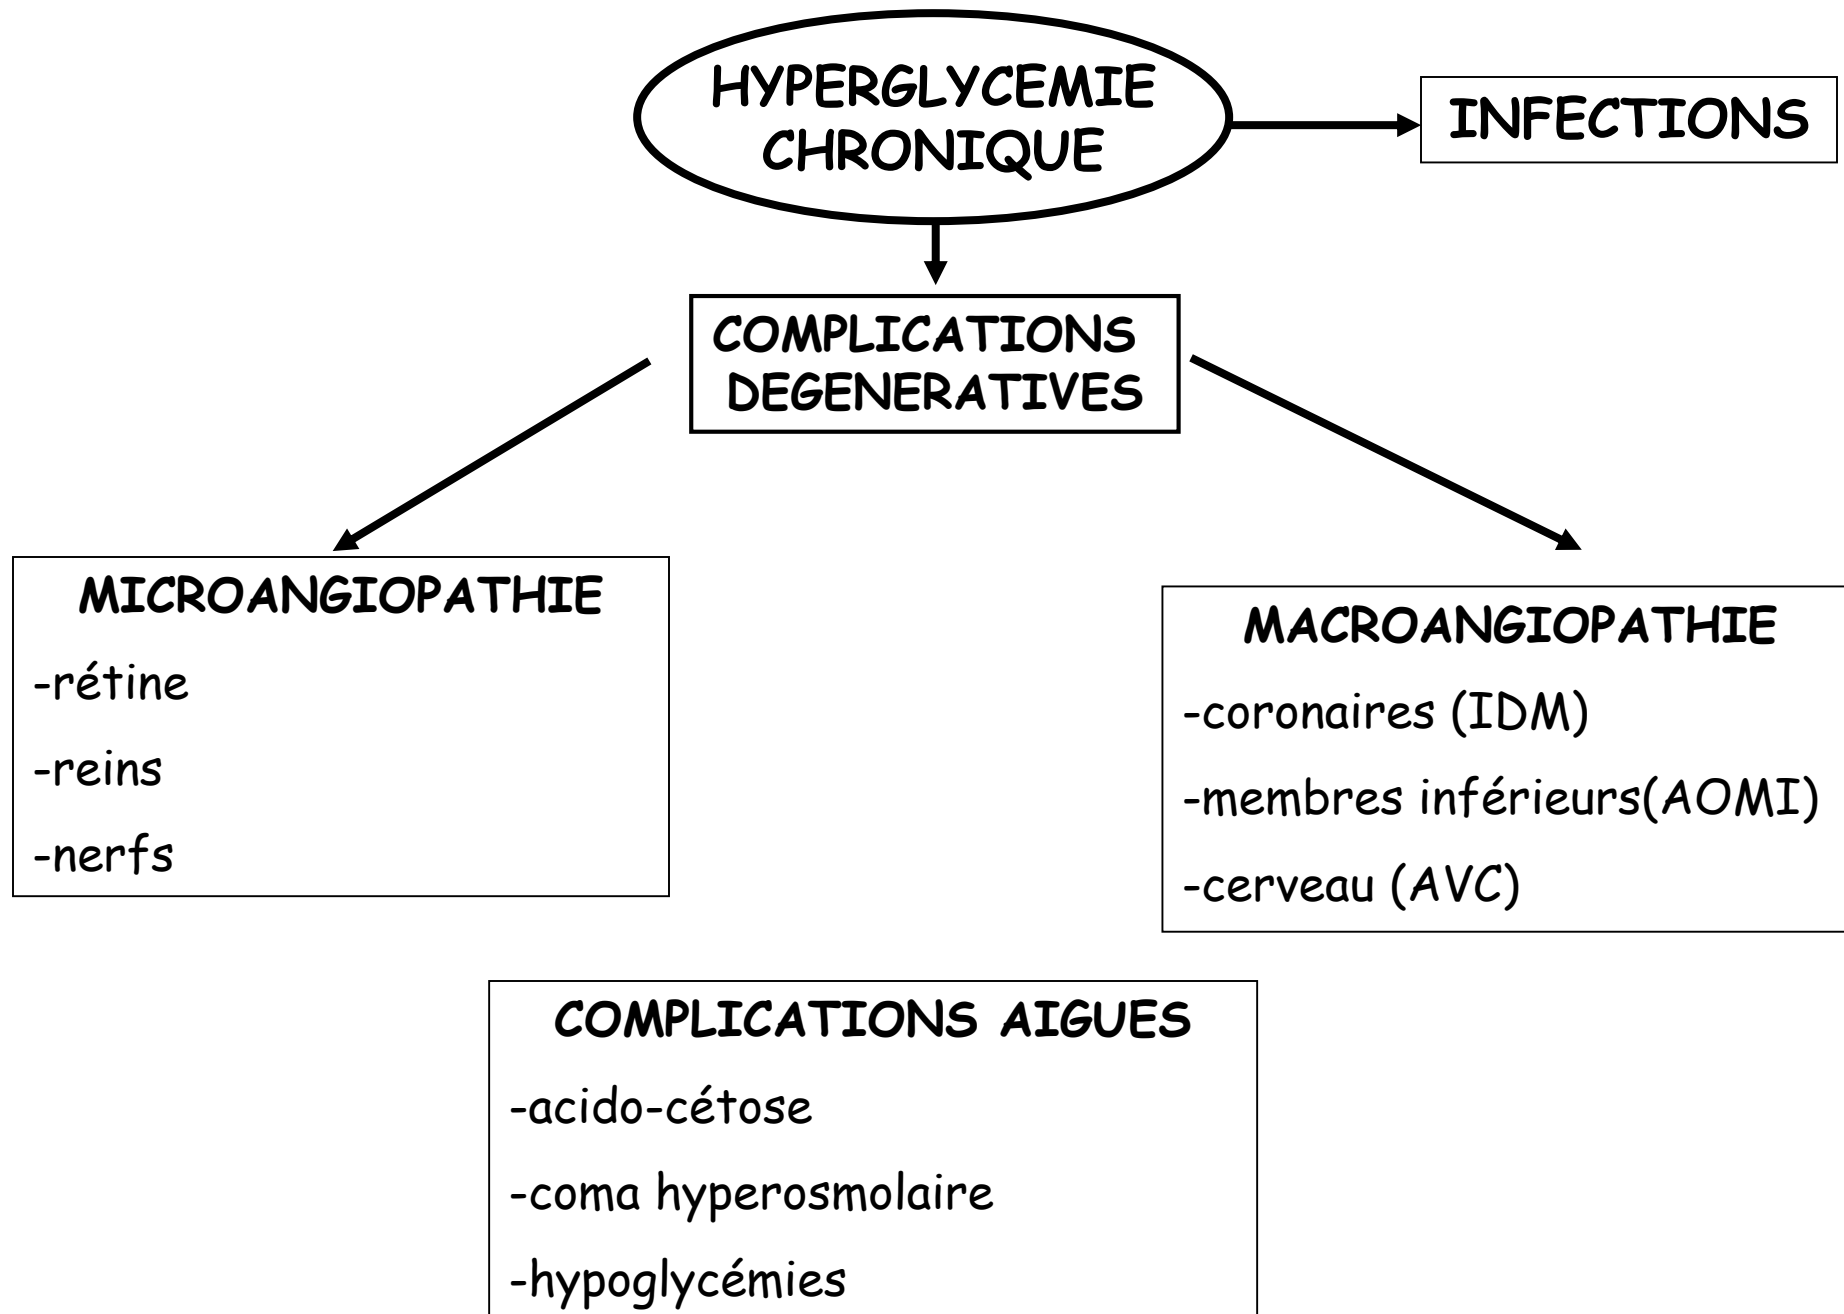 HYPERGLYCEMIE
CHRONIQUE
INFECTIONS
COMPLICATIONS
DEGENERATIVES
MICROANGIOPATHIE
-rétine
-reins
-nerfs
MACROANGIOPATHIE
-coronaires (IDM)
-membres inférieurs(AOMI)
-cerveau (AVC)
COMPLICATIONS AIGUES
-acido-cétose
-coma hyperosmolaire
-hypoglycémies